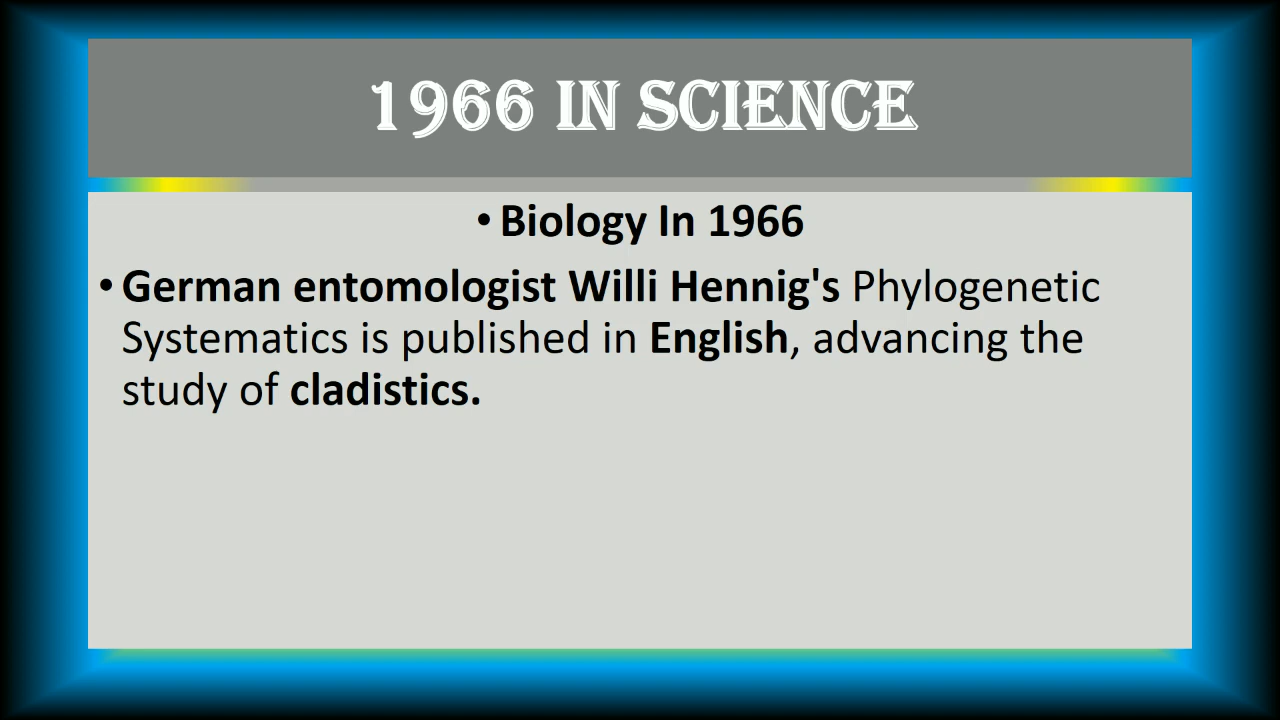 1966 IN SCIENCE
• Biology In 1966
• German entomologist Willi Hennig's Phylogenetic
Systematics is published in English, advancing the
study of cladistics.